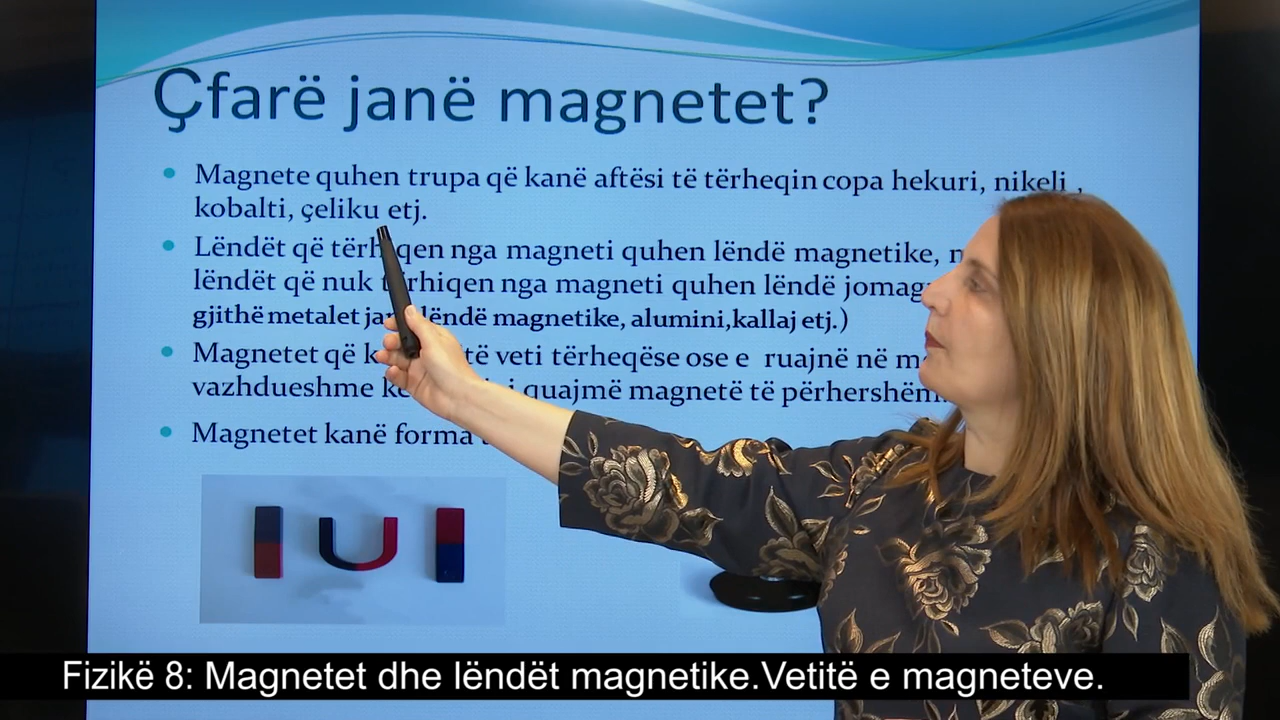 Çfarë janë magnetet?
Magnete quhen trupa që kanë aftësi të tërheqin copa hekuri, nikeli ,
kobalti, çeliku etj.
Lëndët që tërhiqen nga magneti quhen lëndë magnetike,
lëndët që nuk tërhiqen nga magneti quhen lëndë
gjithë metalet lëndë magnetike, alumini,kallaj etj.)
Magnetet që të veti tërheqëse ose e ruajnë në
vazhdueshme quajmë magnetë të përhershëm.
Magnetet kanë forma
Fizikë 8: Magnetet dhe lëndët magnetike.Vetitë e magneteve.